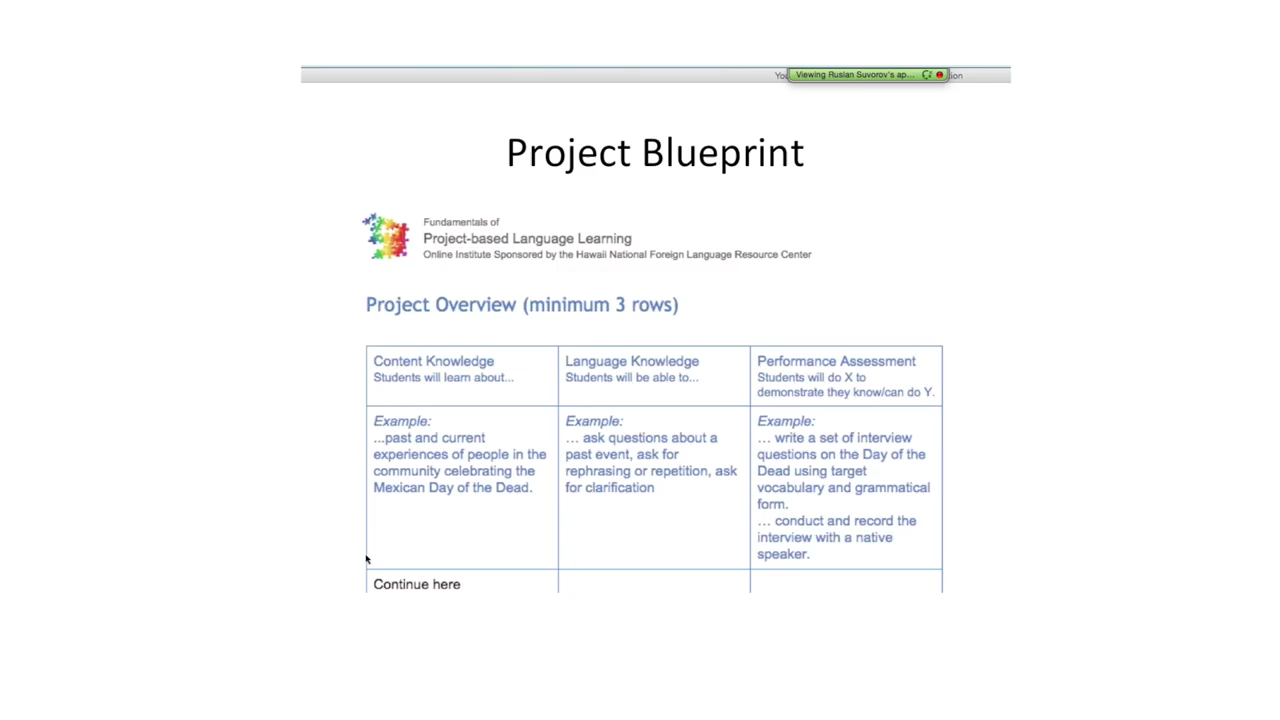 You
Viewing Ruslan Suvorov's ap...
ion
Project Blueprint
Fundamentals of
Project-based Language Learning
Online Institute Sponsored by the Hawaii National Foreign Language Resource Center
Project Overview (minimum 3 rows)
Content Knowledge
Students will learn about...
Language Knowledge
Students will be able to...
Performance Assessment
Students will do X to
demonstrate they know/can do Y.
Example:
...past and current
experiences of people in the
community celebrating the
Mexican Day of the Dead.
Example:
... ask questions about a
past event, ask for
rephrasing or repetition, ask
for clarification
Example:
... write a set of interview
questions on the Day of the
Dead using target
vocabulary and grammatical
form.
... conduct and record the
interview with a native
speaker.
Continue here